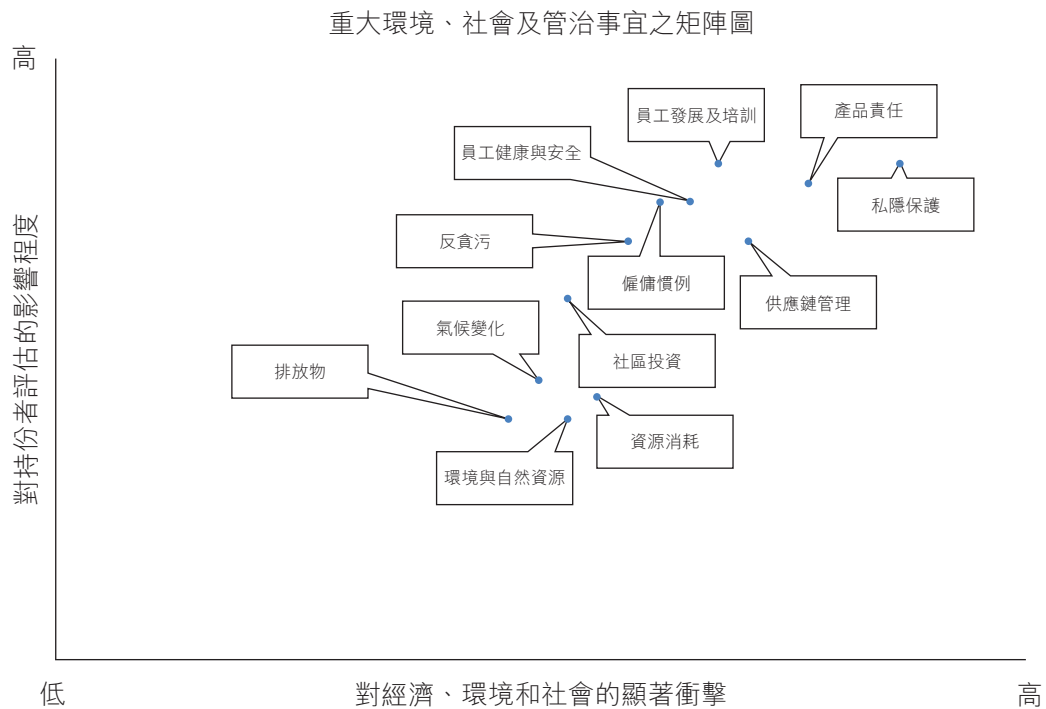 重大環境、社會及管治事宜之矩陣圖
高
員工發展及培訓
產品責任
員工健康與安全
私隱保護
反貪污
僱傭慣例
供應鏈管理
氣候變化
社區投資
排放物
資源消耗
環境與自然資源
對持份者評估的影響程度
低
對經濟、環境和社會的顯著衝擊
高